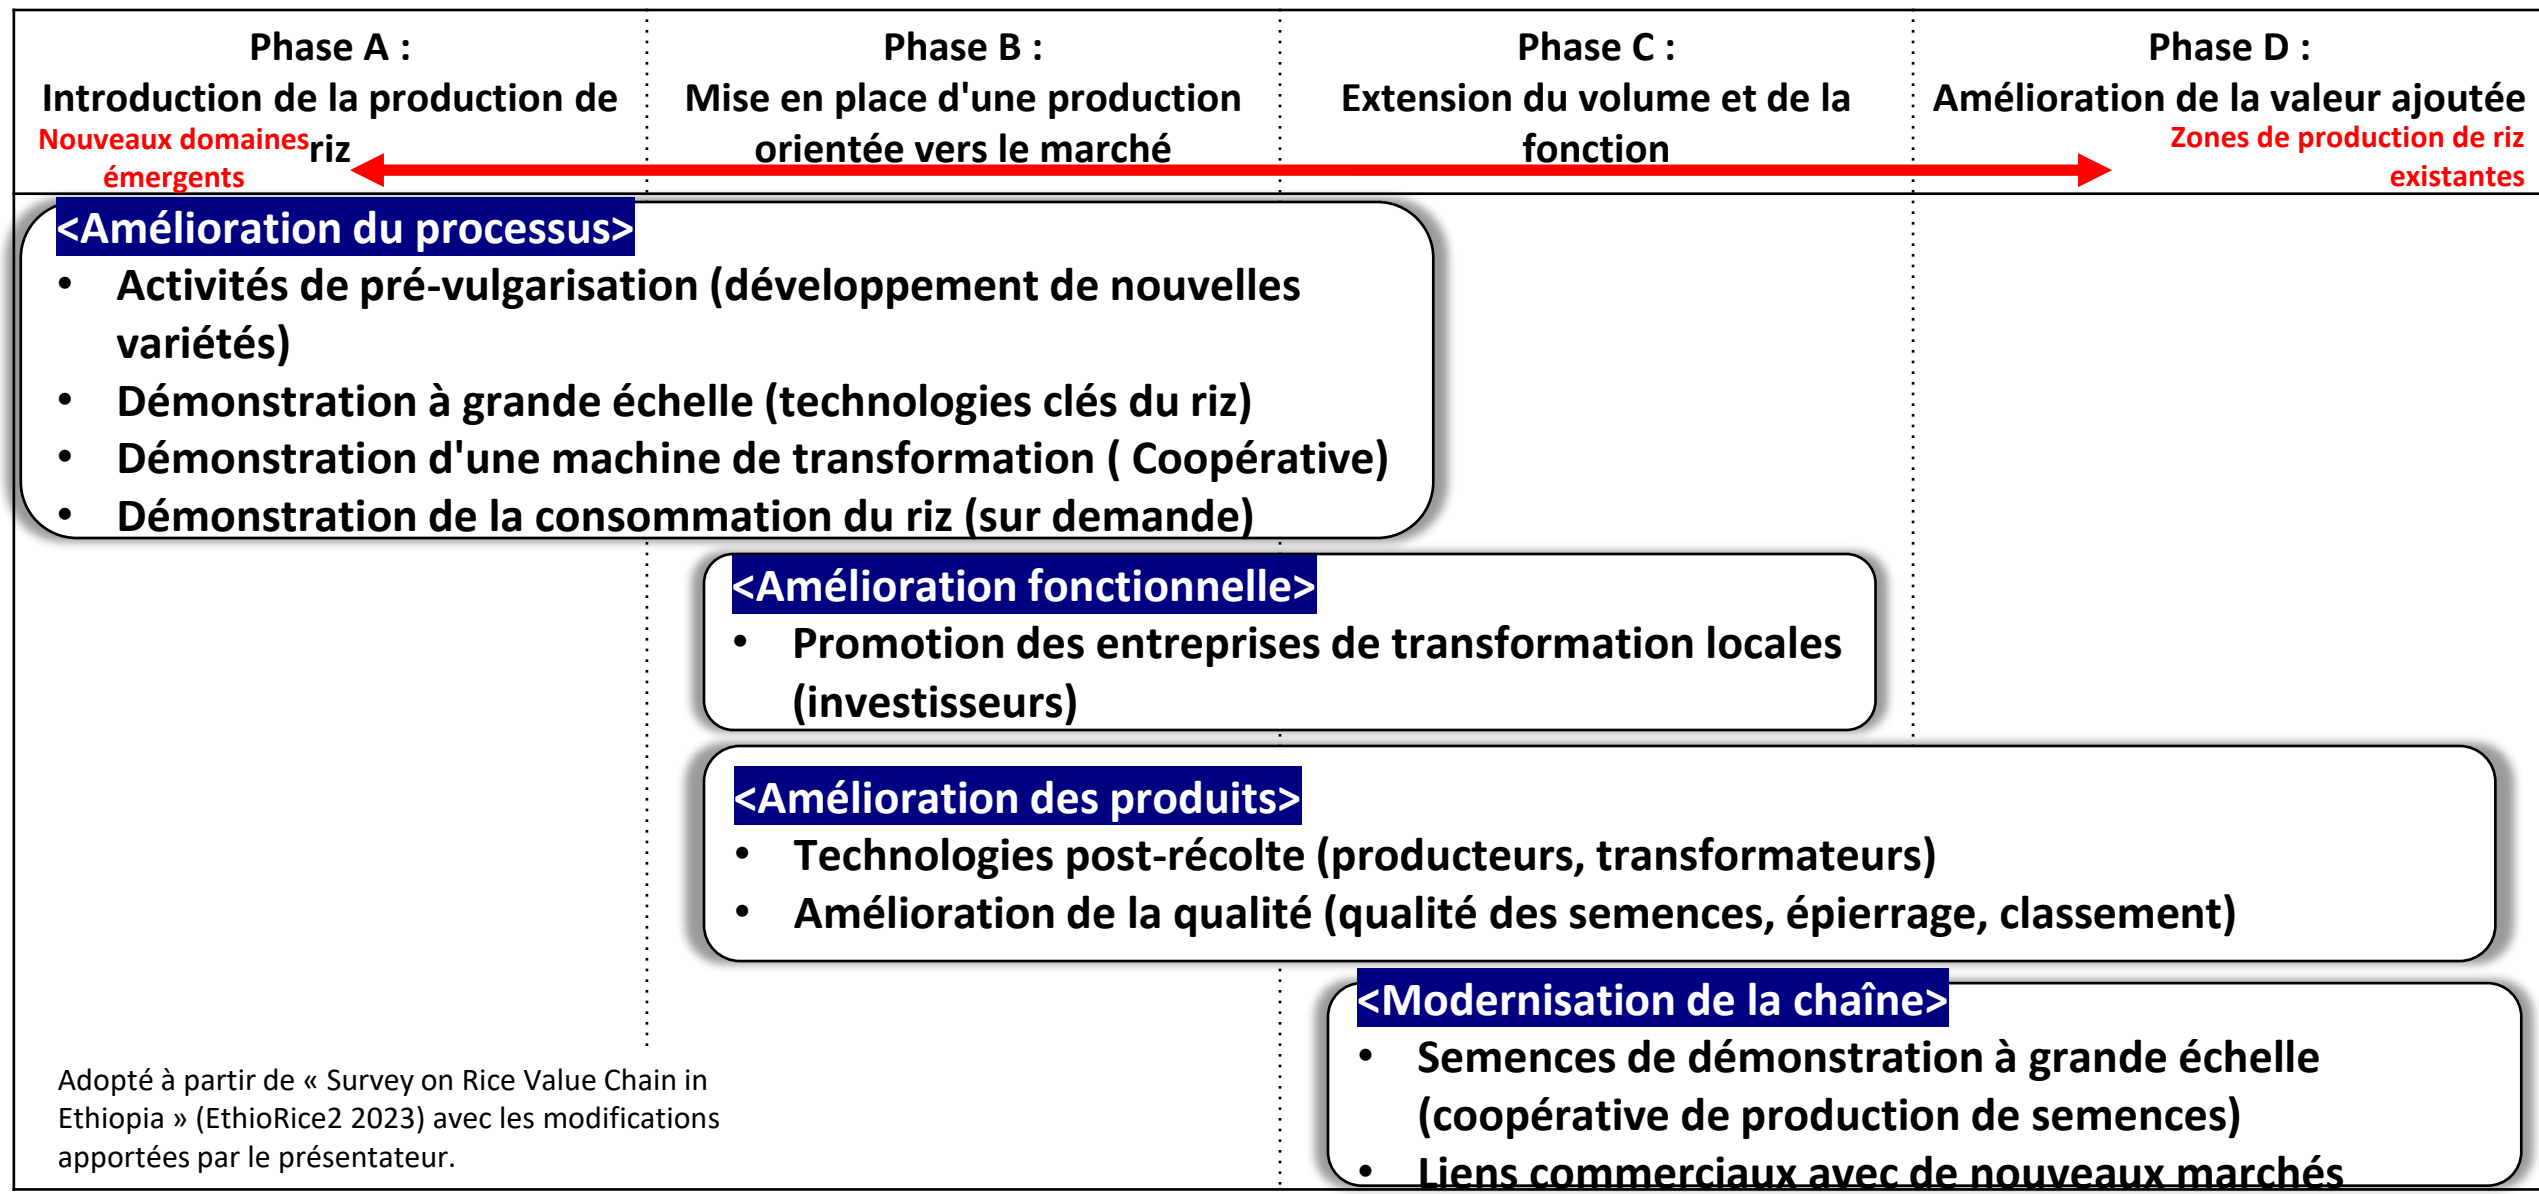 Phase A :
Introduction de la production de
riz
Nouveaux domaines
émergents
Phase B :
Mise en place d'une production
orientée vers le marché
Phase C :
Extension du volume et de la
fonction
Phase D :
Amélioration de la valeur ajoutée
Zones de production de riz
existantes
<Amélioration du processus>
• Activités de pré-vulgarisation (développement de nouvelles
variétés)
• Démonstration à grande échelle (technologies clés du riz)
• Démonstration d'une machine de transformation ( Coopérative)
• Démonstration de la consommation du riz (sur demande)
<Amélioration fonctionnelle>
• Promotion des entreprises de transformation locales
(investisseurs)
<Amélioration des produits>
• Technologies post-récolte (producteurs, transformateurs)
• Amélioration de la qualité (qualité des semences, épierrage, classement)
<Modernisation de la chaîne>
• Semences de démonstration à grande échelle
(coopérative de production de semences)
• Liens commerciaux avec de nouveaux marchés
Adopté à partir de « Survey on Rice Value Chain in
Ethiopia » (EthioRice2 2023) avec les modifications
apportées par le présentateur.